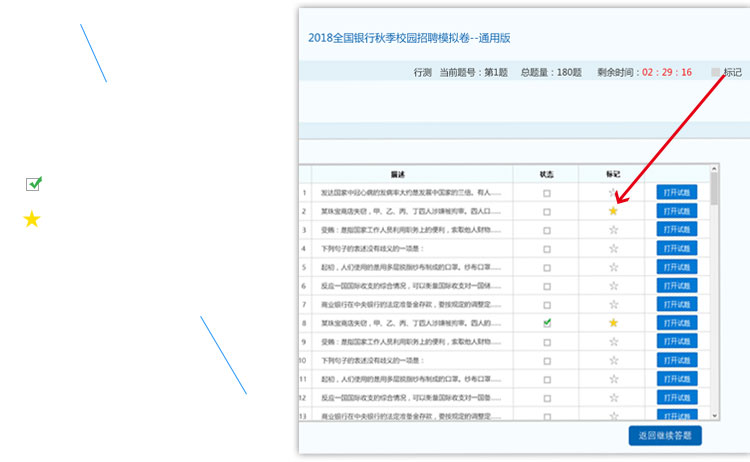 2018全国银行秋季校园招聘模拟卷--通用版
行测 当前题号：第1题 总题量：180题 剩余时间：02：29：16 标记
描述 状态 标记
1 发达国家中冠心病的发病率大约是发展中国家的三倍。有人...... 打开试题
2 某珠宝商店失窃，甲、乙、丙、丁四人涉嫌被拘审。四人口...... 打开试题
3 受贿：是指国家工作人员利用职务上的便利，索取他人财物...... 打开试题
4 下列句子的表述没有歧义的一项是： 打开试题
5 起初，人们使用的是用多层脱脂纱布制成的口罩。纱布口罩...... 打开试题
6 反应一国国际收支的综合情况，可以衡量国际收支对一国储...... 打开试题
7 商业银行在中央银行的法定准备金存款，要按规定的调整定...... 打开试题
8 某珠宝商店失窃，甲、乙、丙、丁四人涉嫌被拘审。四人的...... 打开试题
9 受贿：是指国家工作人员利用职务上的便利，索取他人财物...... 打开试题
10 下列句子的表述没有歧义的一项是： 打开试题
11 起初，人们使用的是用多层脱脂纱布制成的口罩。纱布口罩...... 打开试题
12 反应一国国际收支的综合情况，可以衡量国际收支对一国储...... 打开试题
13 商业银行在中央银行的法定准备金存款，要按规定的调整定...... 打开试题
返回继续答题